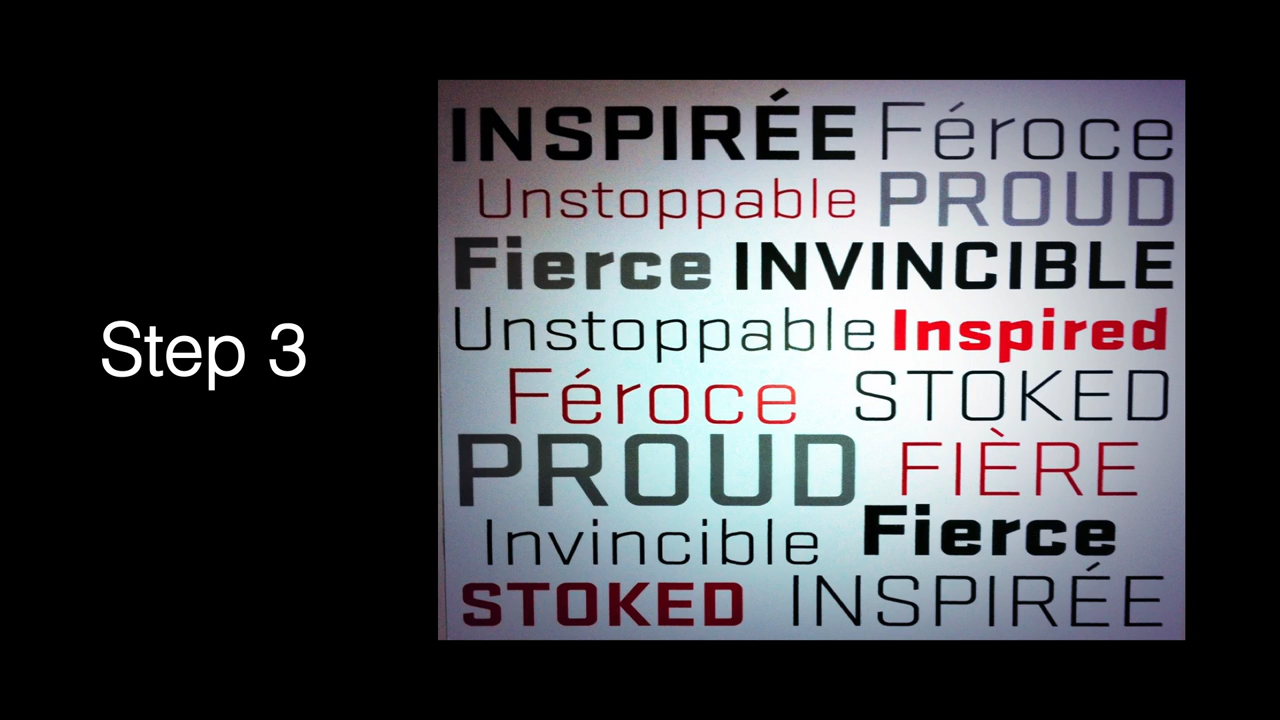 Step 3
INSPIRÉE Féroce
Unstoppable PROUD
Fierce INVINCIBLE
Unstoppable Inspired
Féroce STOKED
PROUD FIÈRE
Invincible Fierce
STOKED INSPIRÉE